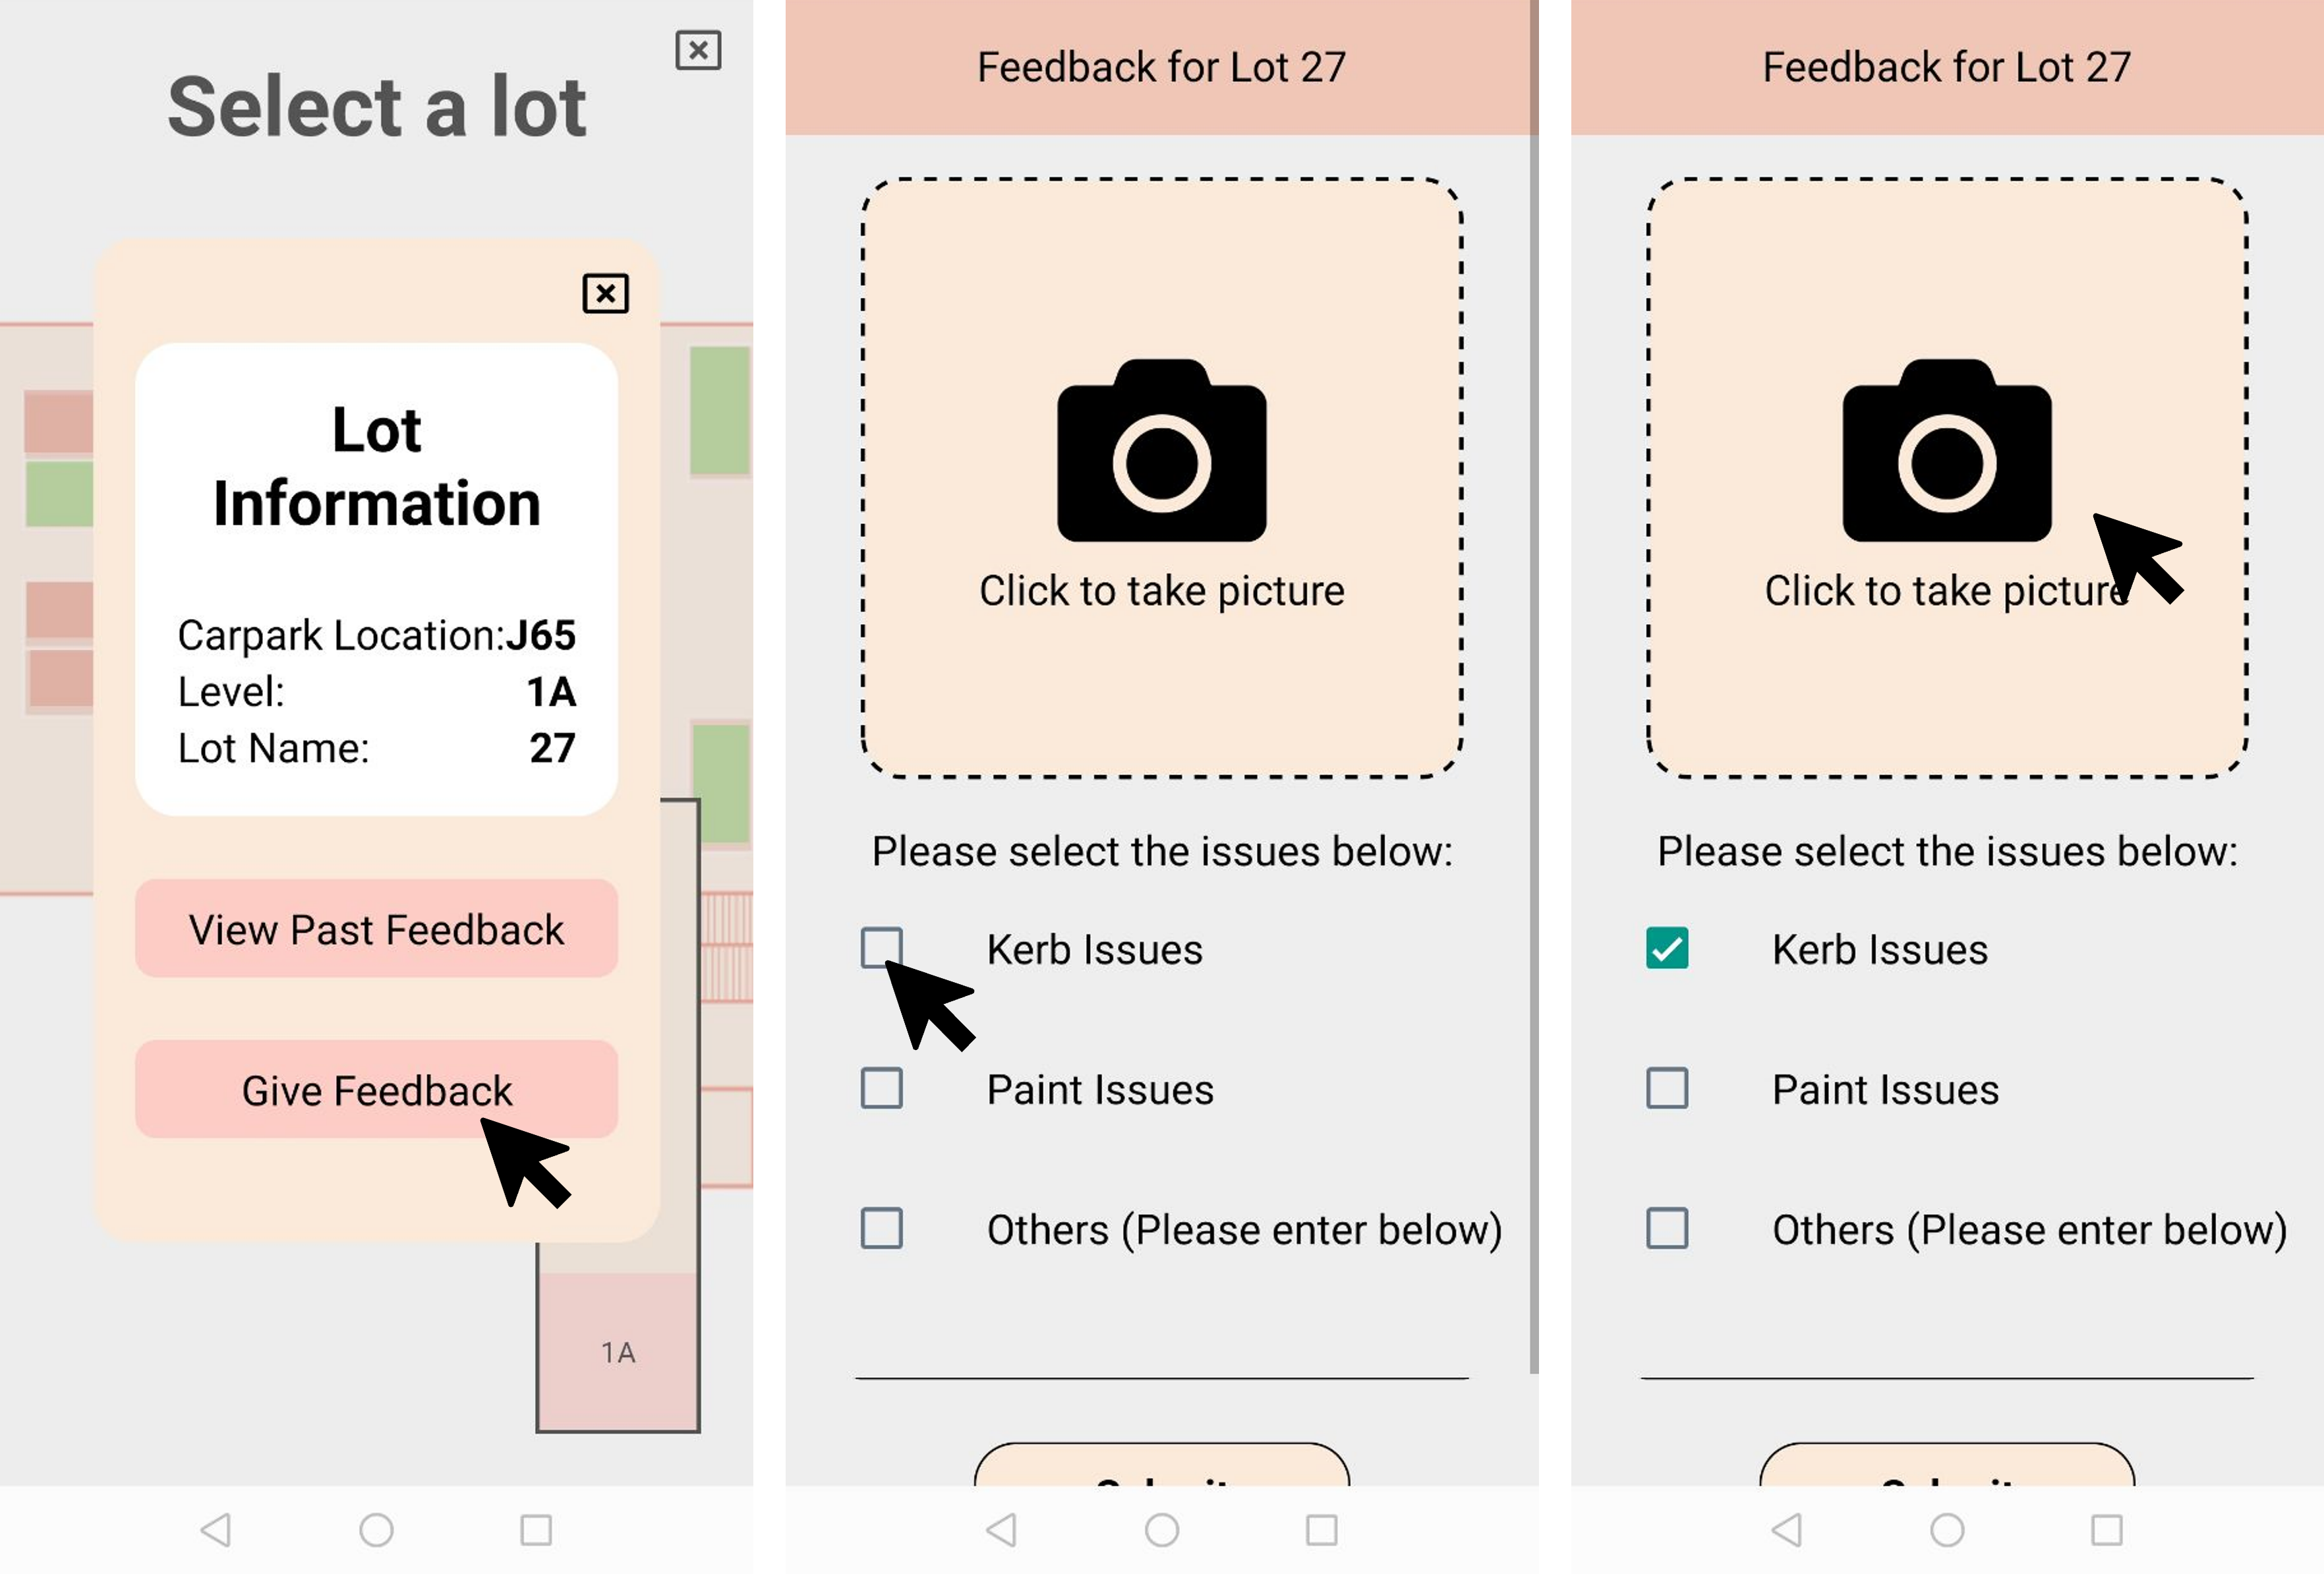 Select a lot
Lot
Information
Carpark Location:J65
Level: 1A
Lot Name: 27
View Past Feedback
Give Feedback
1A
Feedback for Lot 27
Click to take picture
Please select the issues below:
Kerb Issues
Paint Issues
Others (Please enter below)
Feedback for Lot 27
Click to take picture
Please select the issues below:
Kerb Issues
Paint Issues
Others (Please enter below)